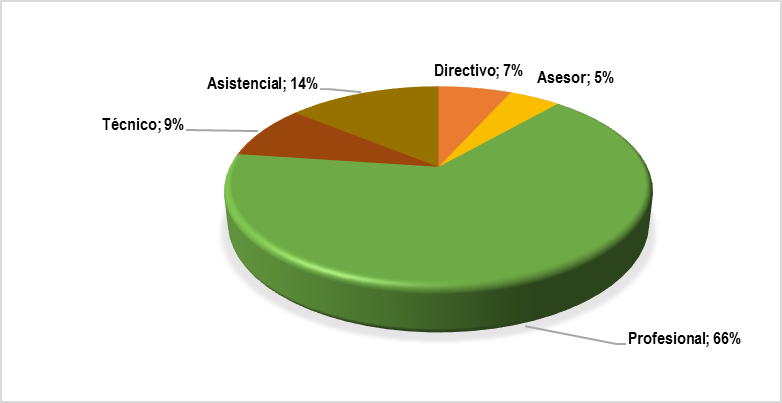 Directivo; 7%
Asesor; 5%
Asistencial; 14%
Técnico; 9%
Profesional; 66%